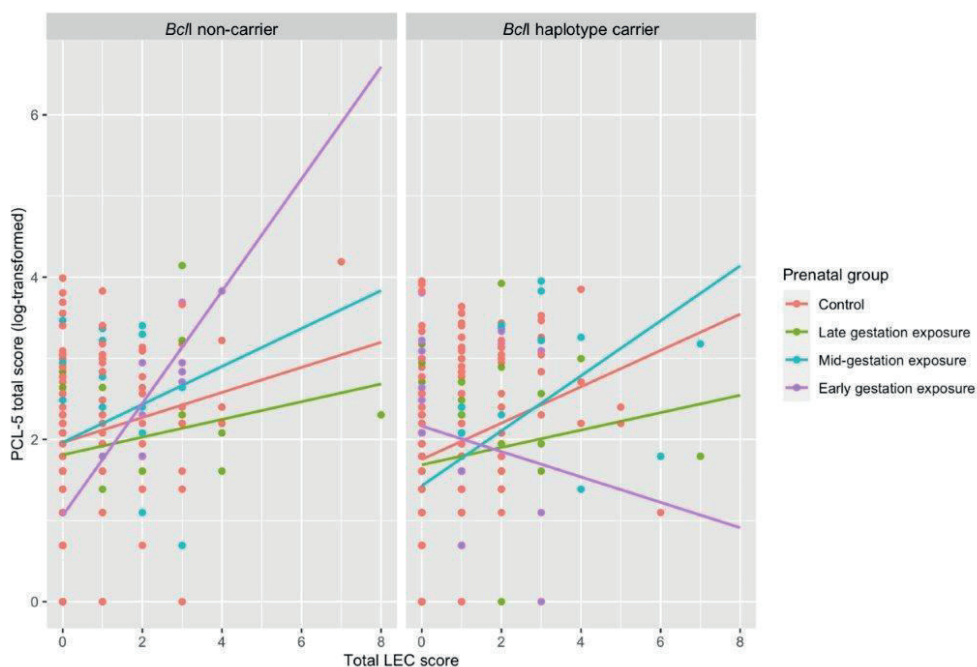 BclI non-carrier
BclI haplotype carrier
PCL-5 total score (log-transformed)
6
4
2
0
0 2 4 6 8
0 2 4 6 8
Total LEC score
Prenatal group
Control
Late gestation exposure
Mid-gestation exposure
Early gestation exposure